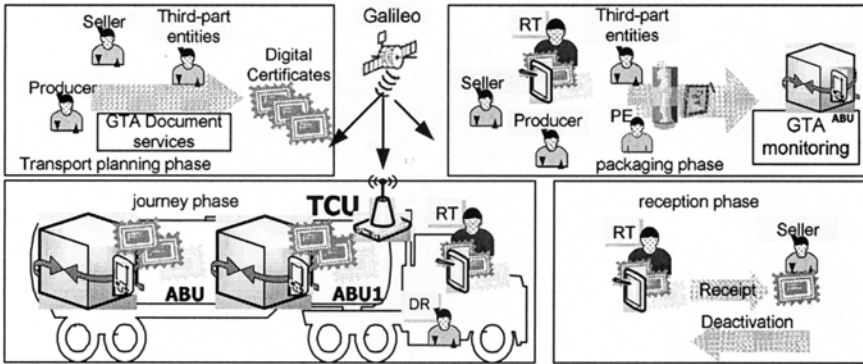 Seller
Third-part
entities
Digital
Certificates
Producer
GTA Document
services
Transport planning phase
Galileo
RT
Third-part
entities
Seller
Producer
PE
ABU
GTA
monitoring
packaging phase
journey phase
TCU
RT
ABU
ABU1
DR
reception phase
RT
Seller
Receipt
Deactivation